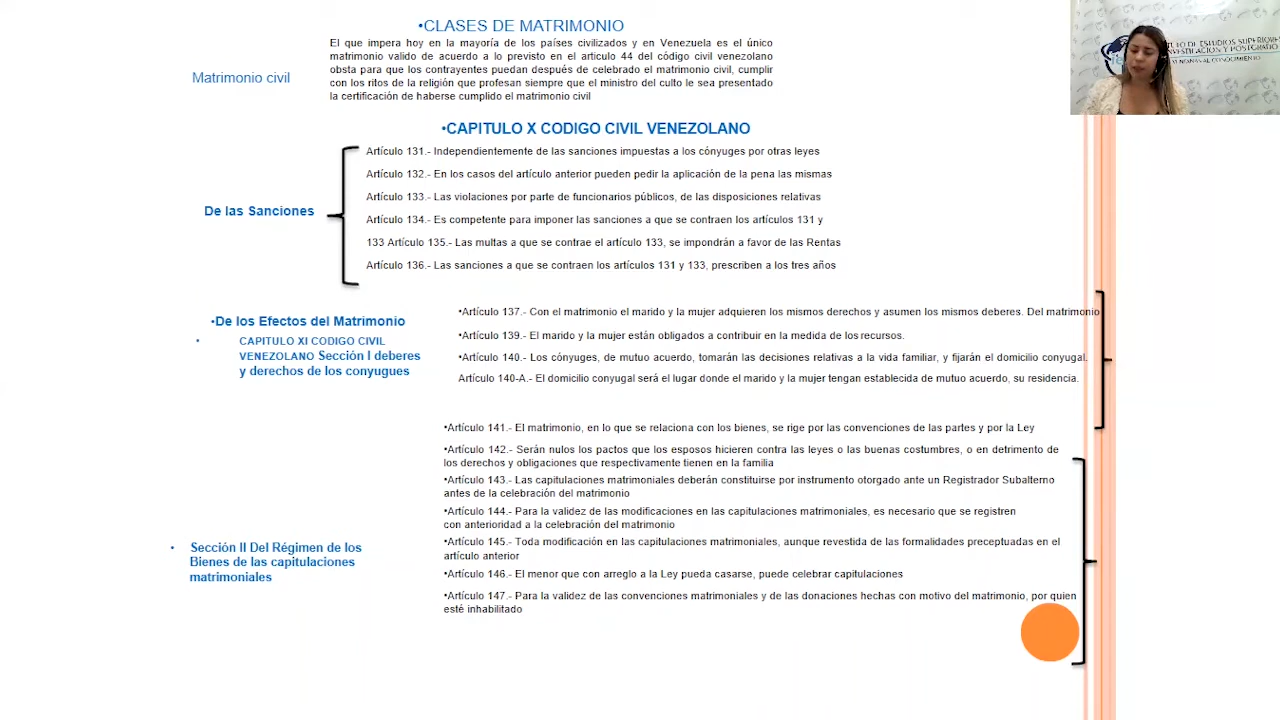 •CLASES DE MATRIMONIO
Matrimonio civil
El que impera hoy en la mayoría de los países civilizados y en Venezuela es el único
matrimonio valido de acuerdo a lo previsto en el articulo 44 del código civil venezolano
obsta para que los contrayentes puedan después de celebrado el matrimonio civil, cumplir
con los ritos de la religión que profesan siempre que el ministro del culto le sea presentado
la certificación de haberse cumplido el matrimonio civil
•CAPITULO X CODIGO CIVIL VENEZOLANO
De las Sanciones
Artículo 131.- Independientemente de las sanciones impuestas a los cónyuges por otras leyes
Artículo 132.- En los casos del artículo anterior pueden pedir la aplicación de la pena las mismas
Artículo 133.- Las violaciones por parte de funcionarios públicos, de las disposiciones relativas
Artículo 134.- Es competente para imponer las sanciones a que se contraen los artículos 131 y
133 Artículo 135.- Las multas a que se contrae el artículo 133, se impondrán a favor de las Rentas
Artículo 136.- Las sanciones a que se contraen los artículos 131 y 133, prescriben a los tres años
•De los Efectos del Matrimonio
• CAPITULO XI CODIGO CIVIL
VENEZOLANO Sección I deberes
y derechos de los conyugues
•Artículo 137.- Con el matrimonio el marido y la mujer adquieren los mismos derechos y asumen los mismos deberes. Del matrimonio
•Artículo 139.- El marido y la mujer están obligados a contribuir en la medida de los recursos.
•Artículo 140.- Los cónyuges, de mutuo acuerdo, tomarán las decisiones relativas a la vida familiar, y fijarán el domicilio conyugal.
Artículo 140-A.- El domicilio conyugal será el lugar donde el marido y la mujer tengan establecida de mutuo acuerdo, su residencia.
• Sección II Del Régimen de los
Bienes de las capitulaciones
matrimoniales
•Artículo 141.- El matrimonio, en lo que se relaciona con los bienes, se rige por las convenciones de las partes y por la Ley
•Artículo 142.- Serán nulos los pactos que los esposos hicieren contra las leyes o las buenas costumbres, o en detrimento de
los derechos y obligaciones que respectivamente tienen en la familia
•Artículo 143.- Las capitulaciones matrimoniales deberán constituirse por instrumento otorgado ante un Registrador Subalterno
antes de la celebración del matrimonio
•Artículo 144.- Para la validez de las modificaciones en las capitulaciones matrimoniales, es necesario que se registren
con anterioridad a la celebración del matrimonio
•Artículo 145.- Toda modificación en las capitulaciones matrimoniales, aunque revestida de las formalidades preceptuadas en el
artículo anterior
•Artículo 146.- El menor que con arreglo a la Ley pueda casarse, puede celebrar capitulaciones
•Artículo 147.- Para la validez de las convenciones matrimoniales y de las donaciones hechas con motivo del matrimonio, por quien
esté inhabilitado
DE ESTUDIOS SUPERIORES
INVESTIGACIÓN Y POSTGRADO
AL CONOCIMIENTO